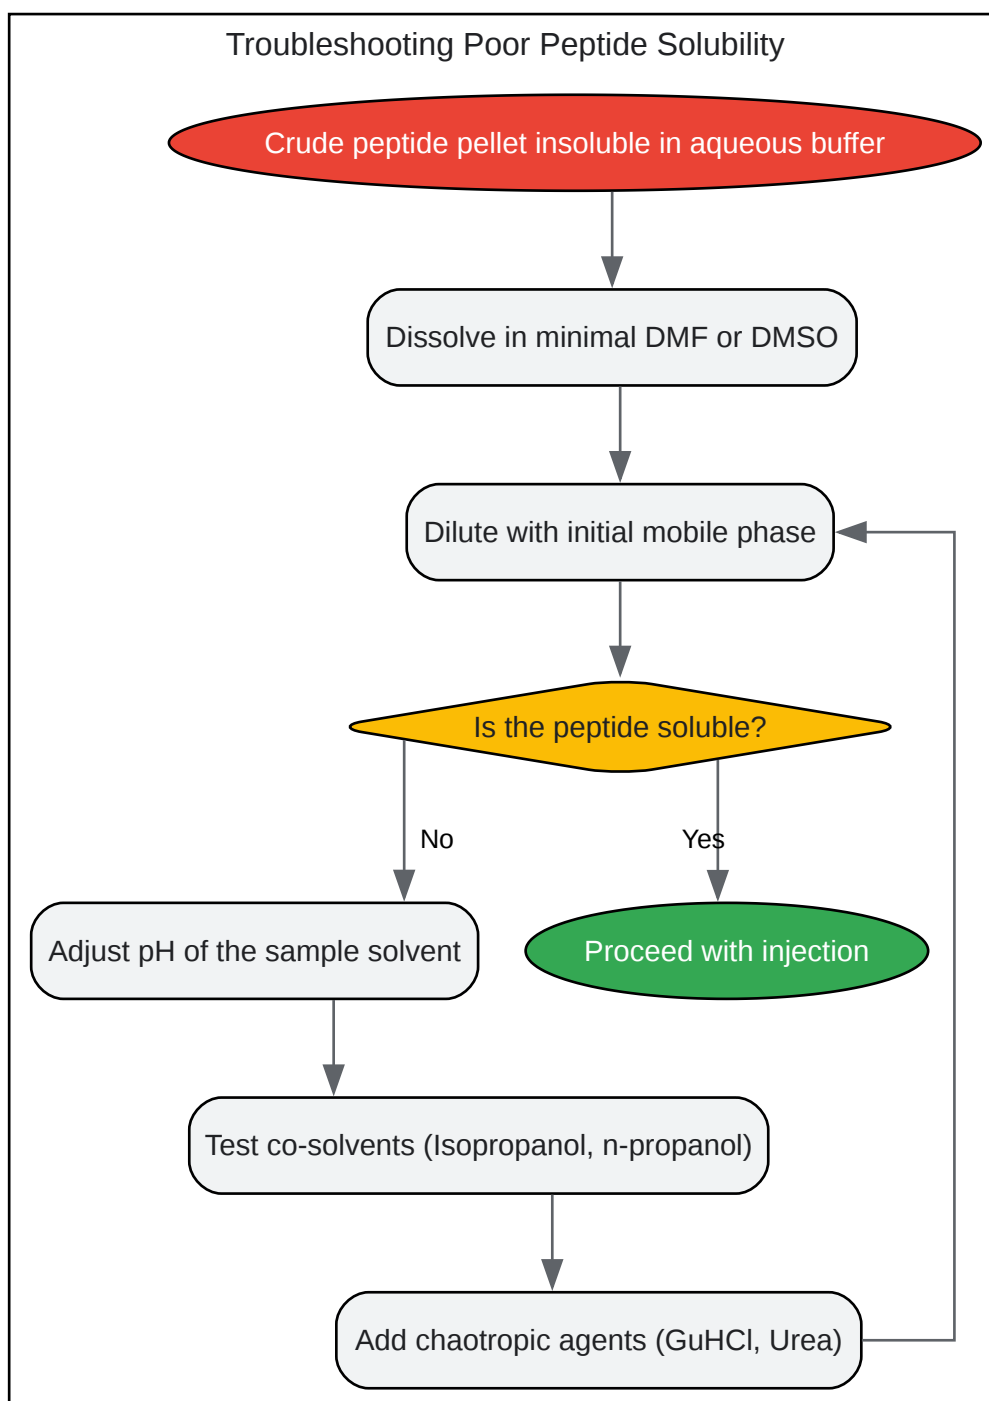 Troubleshooting Poor Peptide Solubility
Crude peptide pellet insoluble in aqueous buffer
Dissolve in minimal DMF or DMSO
Dilute with initial mobile phase
Is the peptide soluble?
No
Yes
Adjust pH of the sample solvent
Proceed with injection
Test co-solvents (Isopropanol, n-propanol)
Add chaotropic agents (GuHCl, Urea)